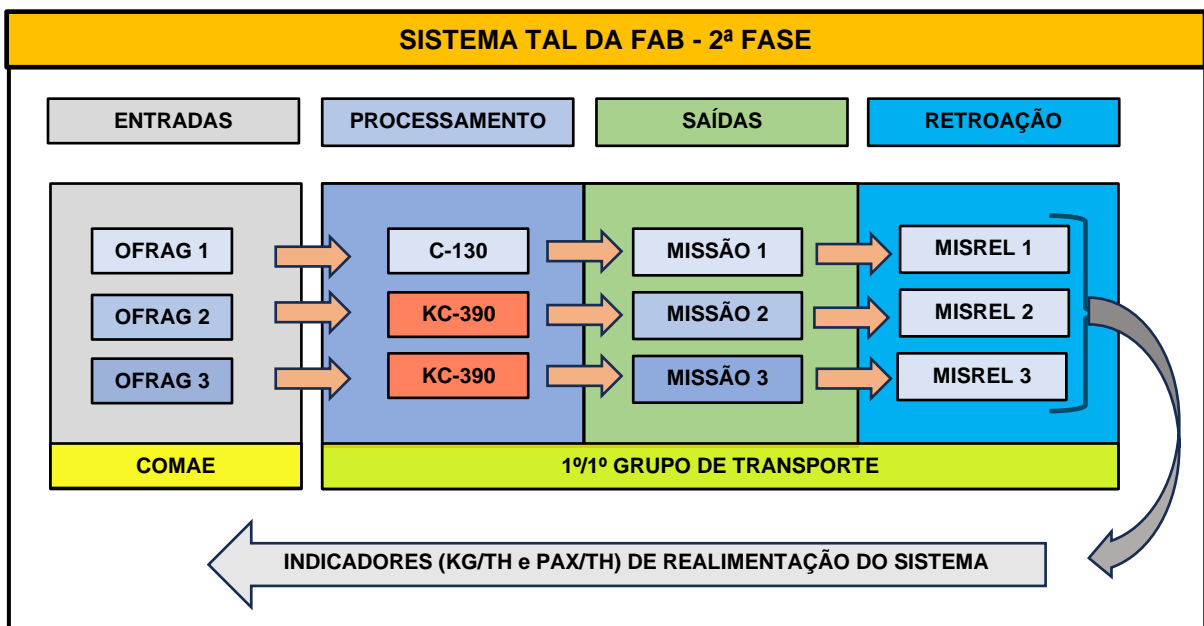 SISTEMA TAL DA FAB - 2ª FASE
ENTRADAS
PROCESSAMENTO
SAÍDAS
RETROAÇÃO
OFRAG 1
C-130
MISSÃO 1
MISREL 1
OFRAG 2
KC-390
MISSÃO 2
MISREL 2
OFRAG 3
KC-390
MISSÃO 3
MISREL 3
COMAE
1º/1º GRUPO DE TRANSPORTE
INDICADORES (KG/TH e PAX/TH) DE REALIMENTAÇÃO DO SISTEMA